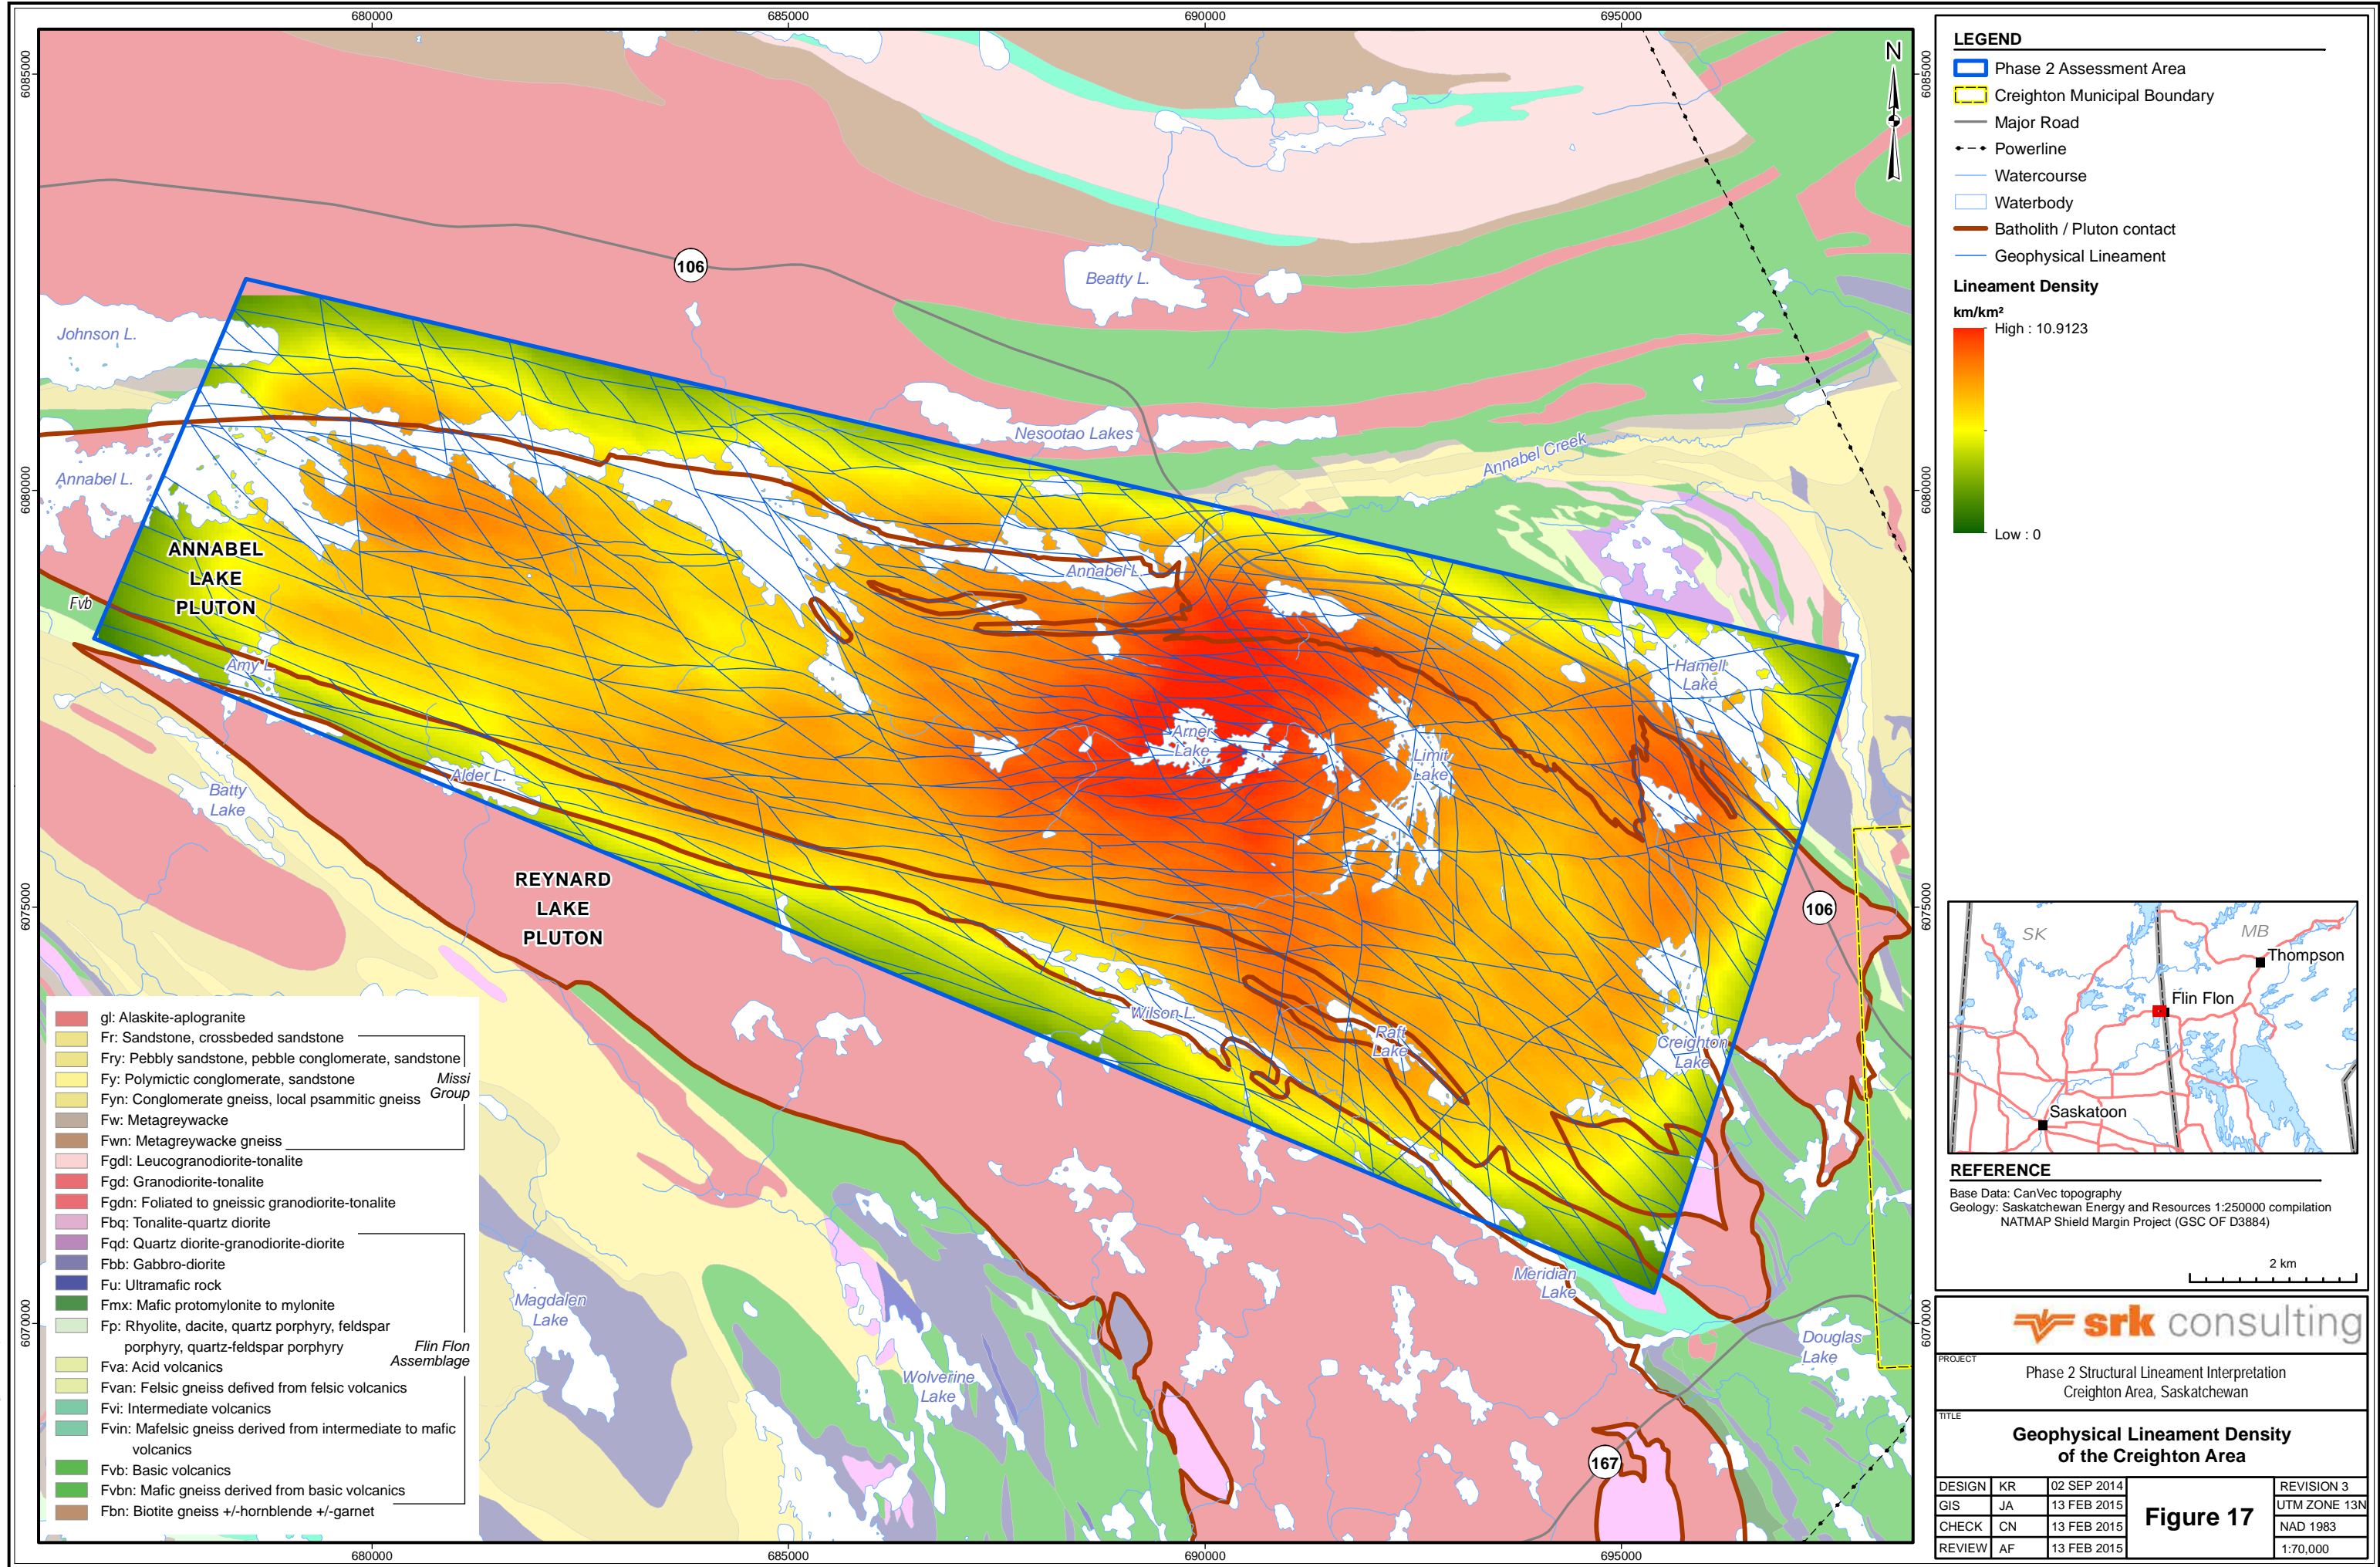 680000
685000
690000
695000
6085000
6085000
N
106
Beatty L.
Johnson L.
Nesootao Lakes
Annabel Creek
Annabel L.
6080000
6080000
ANNABEL
LAKE
PLUTON
Annabel L.
Fvb
Amy L.
Hamell
Lake
Arner
Lake
Limit
Lake
Alder L.
Batty
Lake
REYNARD
LAKE
PLUTON
6075000
6075000
106
Wilson L.
Raft
Lake
Creighton
Lake
Meridian
Lake
Magdalen
Lake
Wolverine
Lake
Douglas
Lake
6070000
6070000
167
680000
685000
690000
695000
gl: Alaskite-aplogranite
Fr: Sandstone, crossbeded sandstone
Fry: Pebbly sandstone, pebble conglomerate, sandstone
Fy: Polymictic conglomerate, sandstone
Fyn: Conglomerate gneiss, local psammitic gneiss
Missi
Group
Fw: Metagreywacke
Fwn: Metagreywacke gneiss
Fgdl: Leucogranodiorite-tonalite
Fgd: Granodiorite-tonalite
Fgdn: Foliated to gneissic granodiorite-tonalite
Fbq: Tonalite-quartz diorite
Fqd: Quartz diorite-granodiorite-diorite
Fbb: Gabbro-diorite
Fu: Ultramafic rock
Fmx: Mafic protomylonite to mylonite
Fp: Rhyolite, dacite, quartz porphyry, feldspar
porphyry, quartz-feldspar porphyry
Flin Flon
Assemblage
Fva: Acid volcanics
Fvan: Felsic gneiss defived from felsic volcanics
Fvi: Intermediate volcanics
Fvin: Mafelsic gneiss derived from intermediate to mafic
volcanics
Fvb: Basic volcanics
Fvbn: Mafic gneiss derived from basic volcanics
Fbn: Biotite gneiss +/-hornblende +/-garnet
LEGEND
Phase 2 Assessment Area
Creighton Municipal Boundary
Major Road
Powerline
Watercourse
Waterbody
Batholith / Pluton contact
Geophysical Lineament
Lineament Density
km/km²
High : 10.9123
Low : 0
SK
MB
Thompson
Flin Flon
Saskatoon
REFERENCE
Base Data: CanVec topography
Geology: Saskatchewan Energy and Resources 1:250000 compilation
NATMAP Shield Margin Project (GSC OF D3884)
2 km
srk consulting
PROJECT
Phase 2 Structural Lineament Interpretation
Creighton Area, Saskatchewan
TITLE
Geophysical Lineament Density
of the Creighton Area
DESIGN KR 02 SEP 2014
GIS JA 13 FEB 2015
CHECK CN 13 FEB 2015
REVIEW AF 13 FEB 2015
Figure 17
REVISION 3
UTM ZONE 13N
NAD 1983
1:70,000